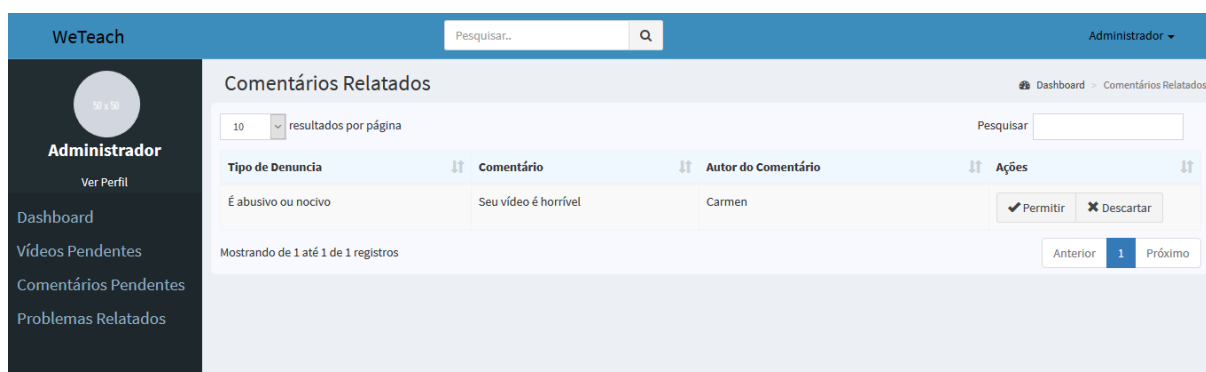 WeTeach
Pesquisar..
Administrador
50 x 50
Administrador
Ver Perfil
Dashboard
Vídeos Pendentes
Comentários Pendentes
Problemas Relatados
Comentários Relatados
Dashboard > Comentários Relatados
10 resultados por página
Pesquisar
Tipo de Denuncia Comentário Autor do Comentário Ações
É abusivo ou nocivo Seu vídeo é horrível Carmen Permitir Descartar
Mostrando de 1 até 1 de 1 registros
Anterior 1 Próximo